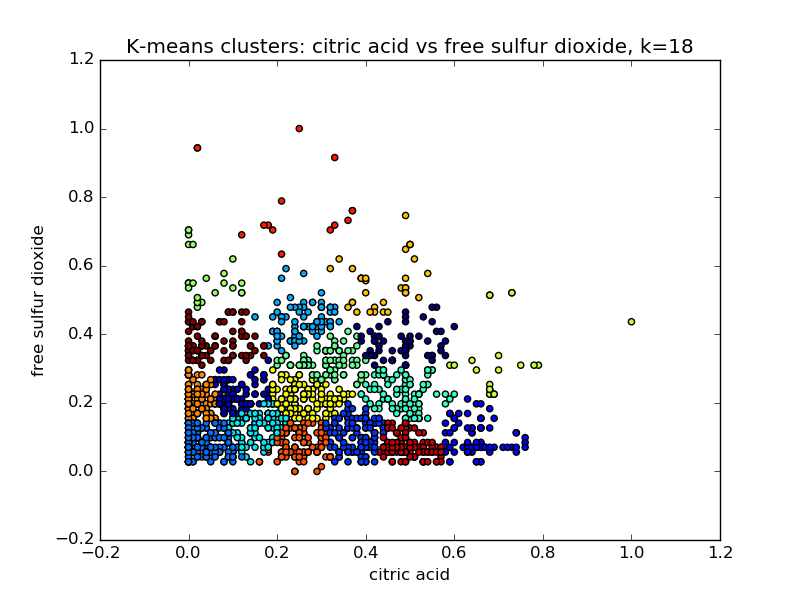 K-means clusters: citric acid vs free sulfur dioxide, k=18
1.2
1.0
0.8
0.6
0.4
0.2
0.0
−0.2
free sulfur dioxide
−0.2 0.0 0.2 0.4 0.6 0.8 1.0 1.2
citric acid